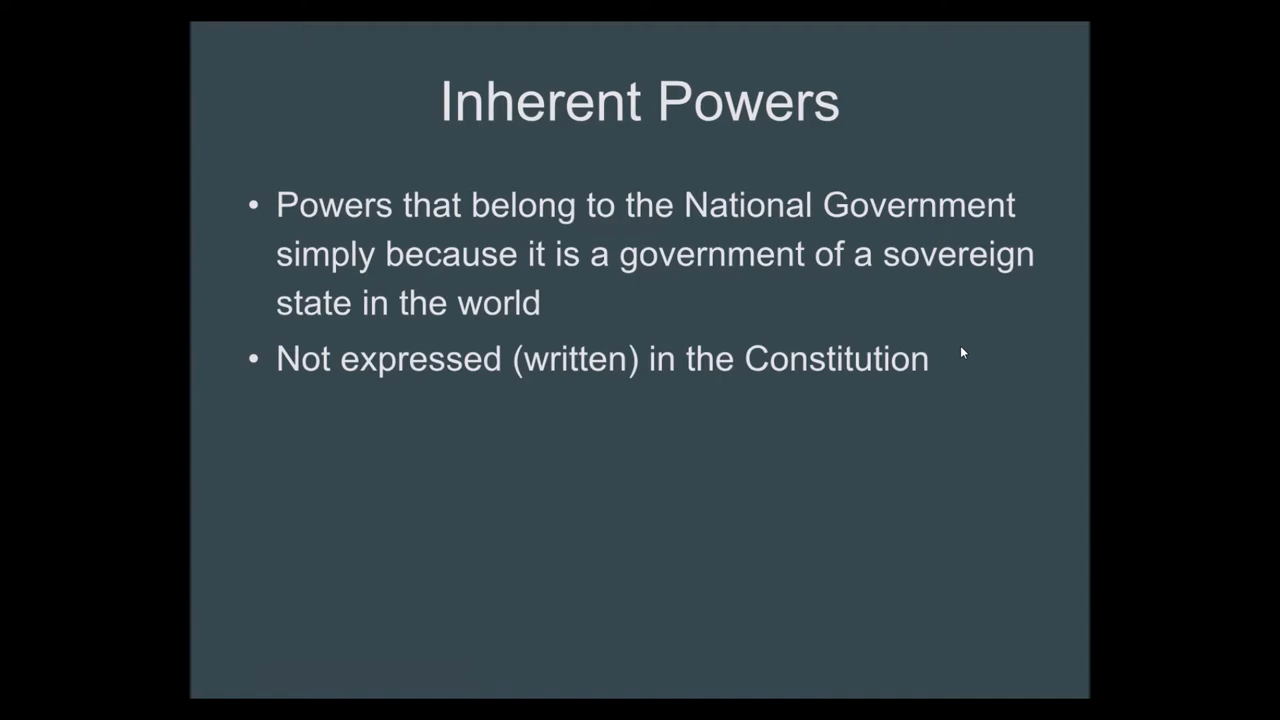 Inherent Powers
• Powers that belong to the National Government
simply because it is a government of a sovereign
state in the world
• Not expressed (written) in the Constitution